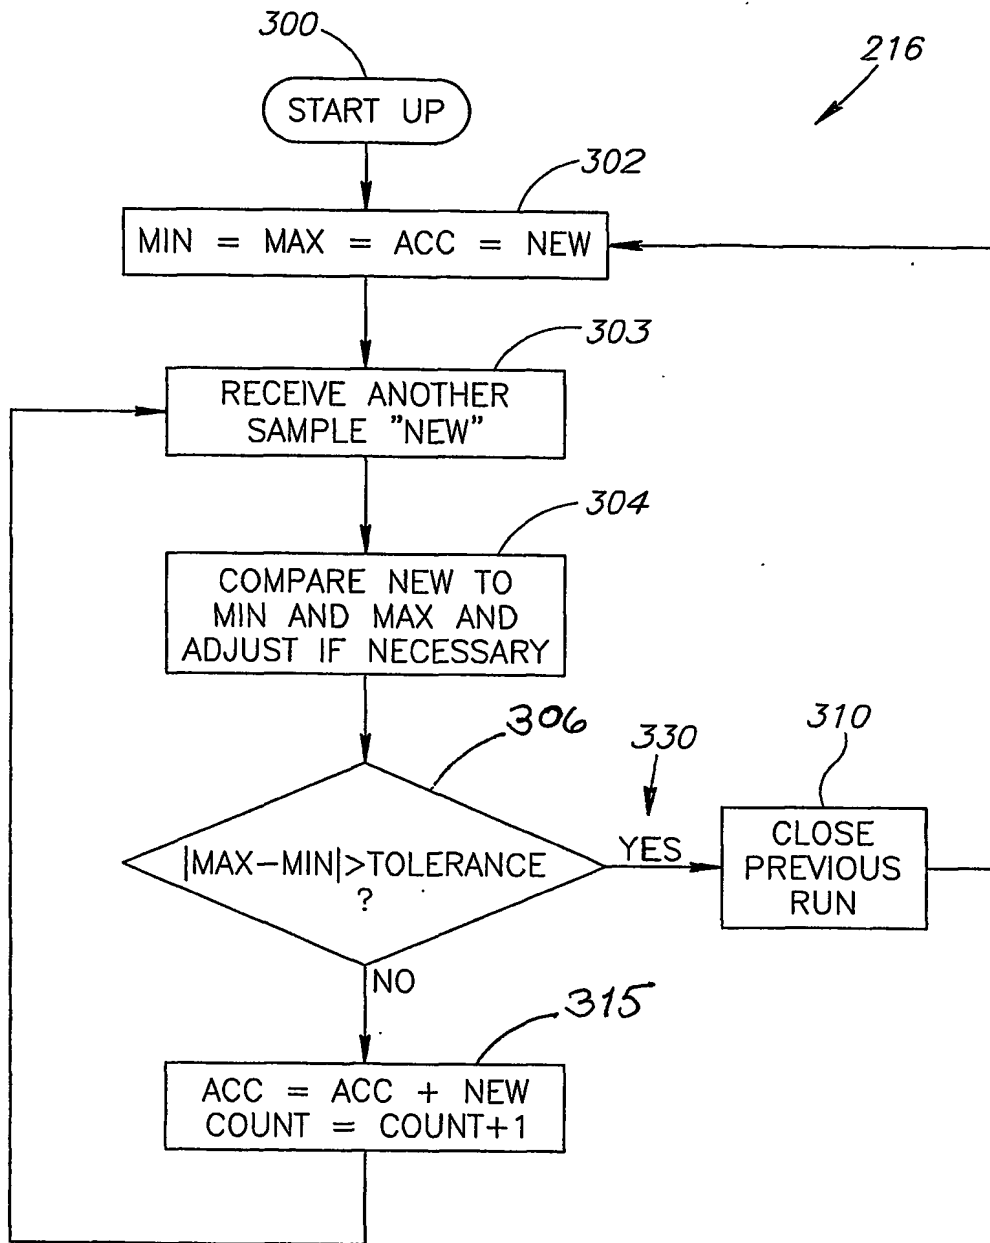 300
216
START UP
302
MIN = MAX = ACC = NEW
303
RECEIVE ANOTHER
SAMPLE "NEW"
304
COMPARE NEW TO
MIN AND MAX AND
ADJUST IF NECESSARY
306
330
310
|MAX-MIN|>TOLERANCE
?
YES
CLOSE
PREVIOUS
RUN
NO
315
ACC = ACC + NEW
COUNT = COUNT+1